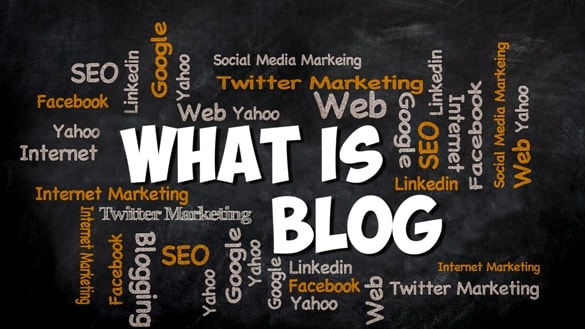 SEO
Linkedin
Google
Yahoo
Social Media Markeing
Twitter Marketing
Facebook
Web
Yahoo
Web
Yahoo
Internet
Google
SEO
Linkedin
Internet
Facebook
Social Media Markeing
Yahoo
Web
WHAT IS
BLOG
Linkedin
Internet Marketing
Twitter Marketing
Internet Marketing
Facebook
Blogging
SEO
Yahoo
Google
Yahoo
Google
Linkedin
Facebook
Yahoo
Web
Internet Marketing
Twitter Marketing